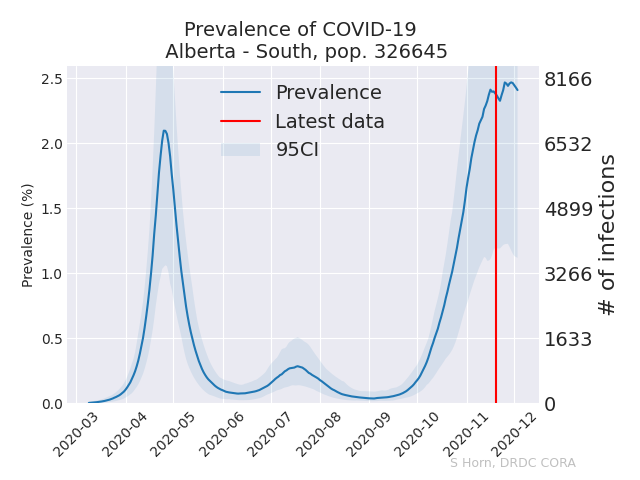 Prevalence of COVID-19
Alberta - South, pop. 326645
Prevalence
Latest data
95CI
Prevalence (%)
2.5
2.0
1.5
1.0
0.5
0.0
8166
6532
4899
3266
1633
0
# of infections
2020-03
2020-04
2020-05
2020-06
2020-07
2020-08
2020-09
2020-10
2020-11
2020-12
S Horn, DRDC CORA